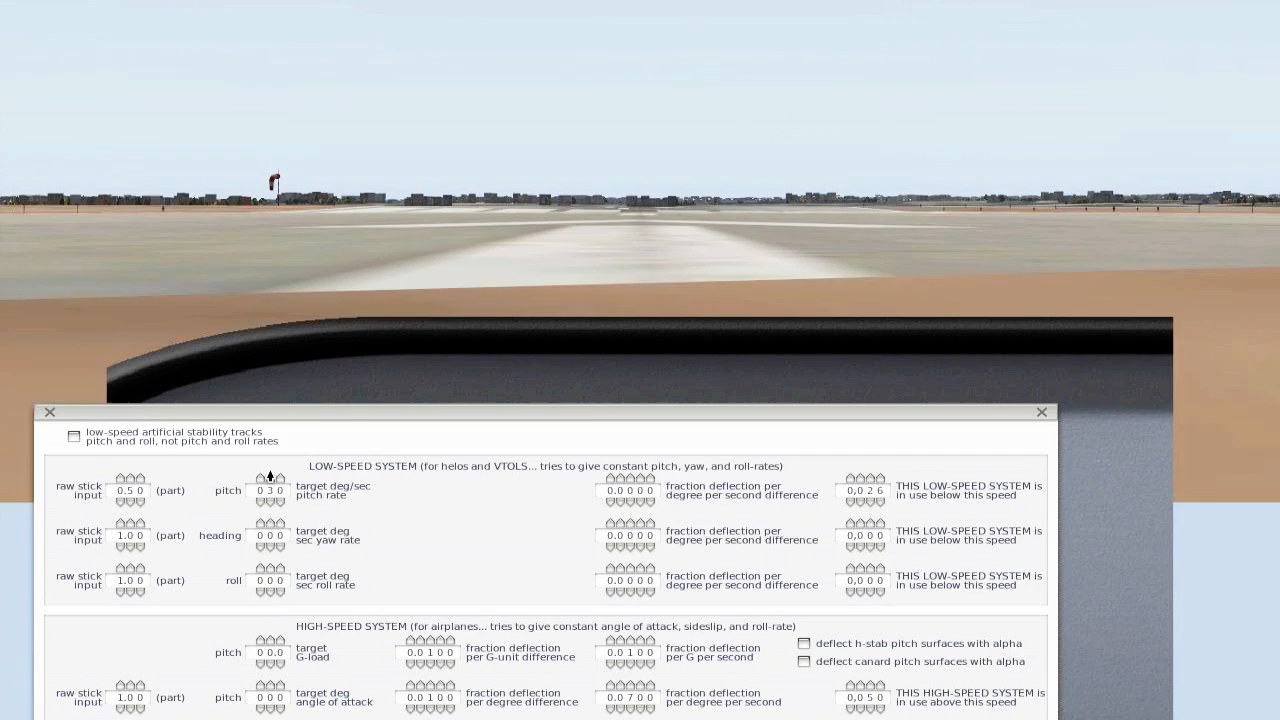 low-speed artificial stability tracks
pitch and roll, not pitch and roll rates
LOW-SPEED SYSTEM (for helos and VTOLS... tries to give constant pitch, yaw, and roll-rates)
raw stick input 0.5 0 (part) pitch 0 3 0 target deg/sec pitch rate 0.0 0 0 0 fraction deflection per degree per second difference 0,0 2 6 THIS LOW-SPEED SYSTEM is in use below this speed
raw stick input 1.0 0 (part) heading 0 0 0 target deg sec yaw rate 0.0 0 0 0 fraction deflection per degree per second difference 0,0 0 0 THIS LOW-SPEED SYSTEM is in use below this speed
raw stick input 1.0 0 (part) roll 0 0 0 target deg sec roll rate 0.0 0 0 0 fraction deflection per degree per second difference 0,0 0 0 THIS LOW-SPEED SYSTEM is in use below this speed
HIGH-SPEED SYSTEM (for airplanes... tries to give constant angle of attack, sideslip, and roll-rate)
pitch 0 0.0 target G-load 0.0 1 0 0 fraction deflection per G-unit difference 0.0 1 0 0 fraction deflection per G per second deflect h-stab pitch surfaces with alpha
deflect canard pitch surfaces with alpha
raw stick input 1.0 0 (part) pitch 0 0 0 target deg angle of attack 0.0 1 0 0 fraction deflection per degree difference 0.0 7 0 0 fraction deflection per degree per second 0,0 5 0 THIS HIGH-SPEED SYSTEM is in use above this speed